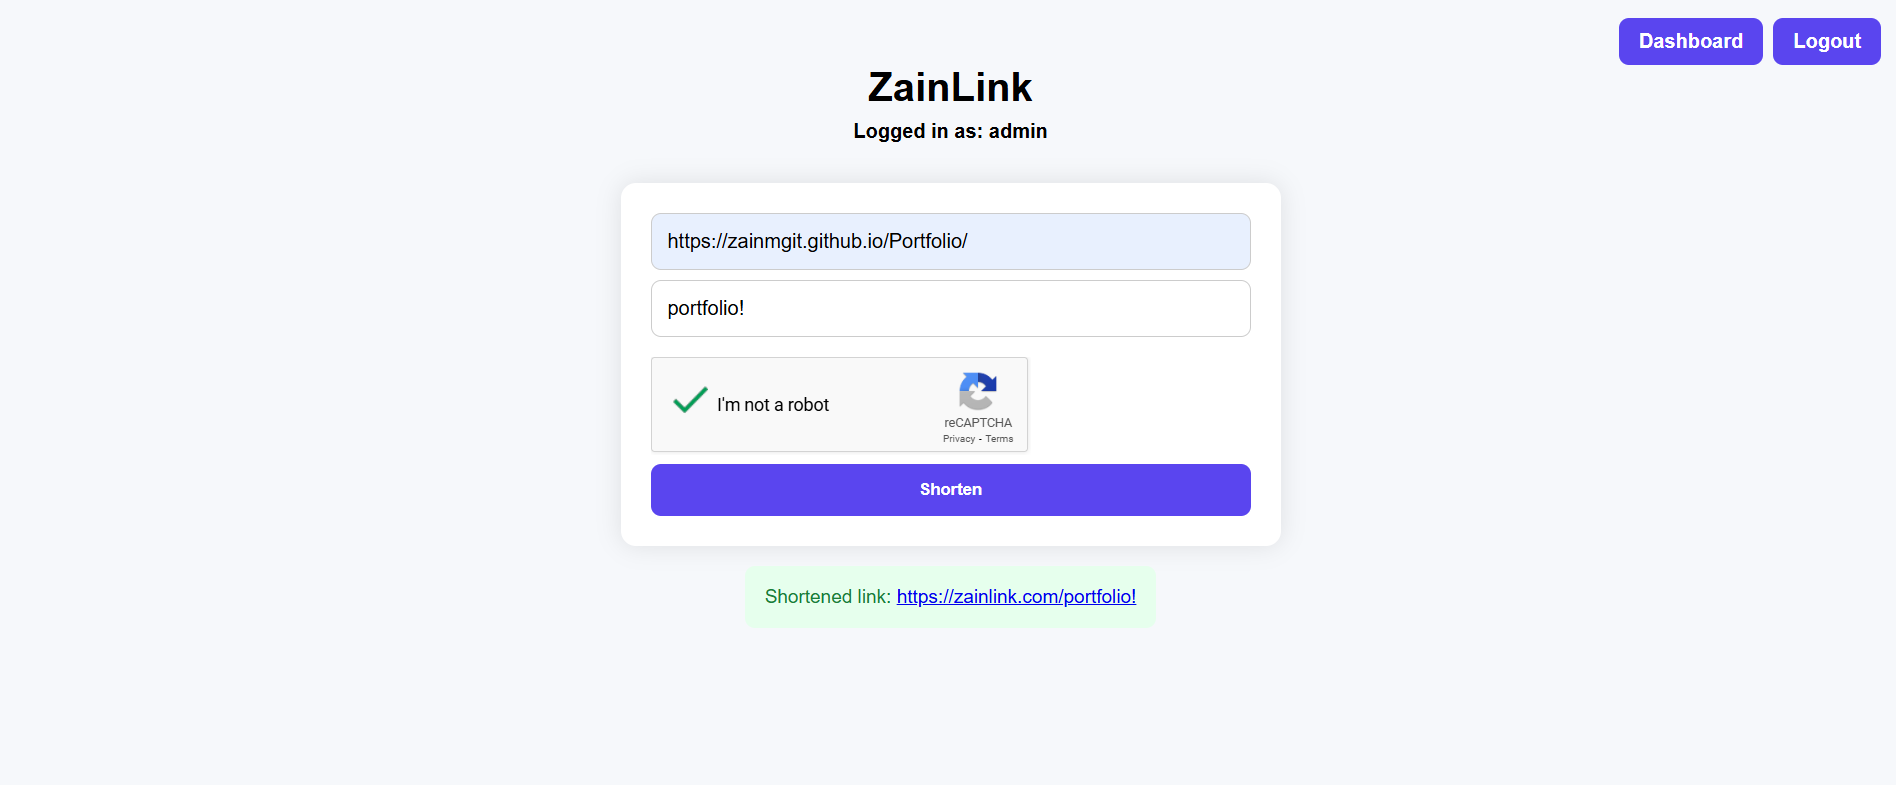 Dashboard Logout
ZainLink
Logged in as: admin
https://zainmgit.github.io/Portfolio/
portfolio!
I'm not a robot
reCAPTCHA
Privacy - Terms
Shorten
Shortened link: https://zainlink.com/portfolio!